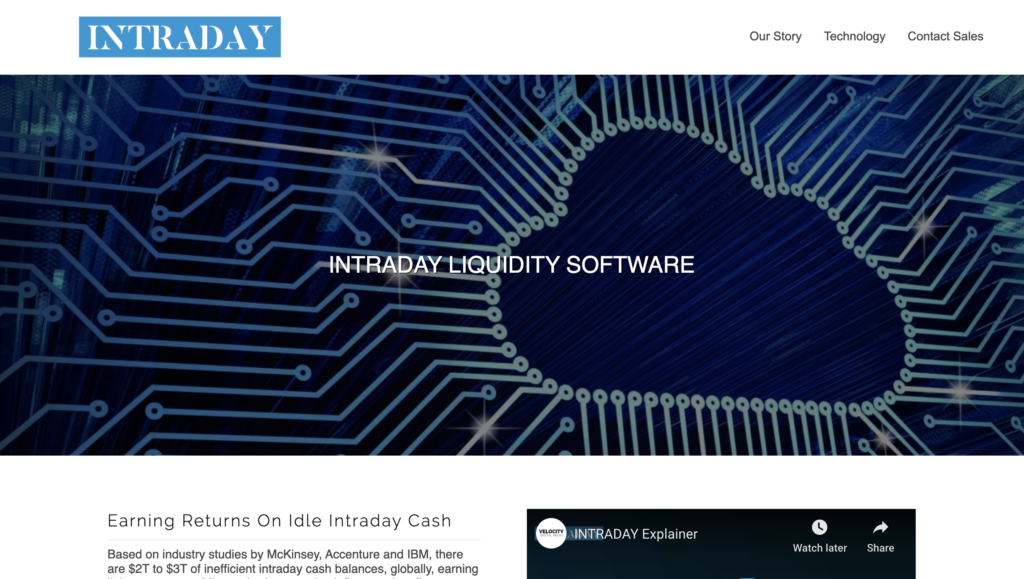 INTRADAY
Our Story
Technology
Contact Sales
INTRADAY LIQUIDITY SOFTWARE
Earning Returns On Idle Intraday Cash
Based on industry studies by McKinsey, Accenture and IBM, there
are $2T to $3T of inefficient intraday cash balances, globally, earning
VELOCITY
INTRADAY Explainer
Watch later
Share